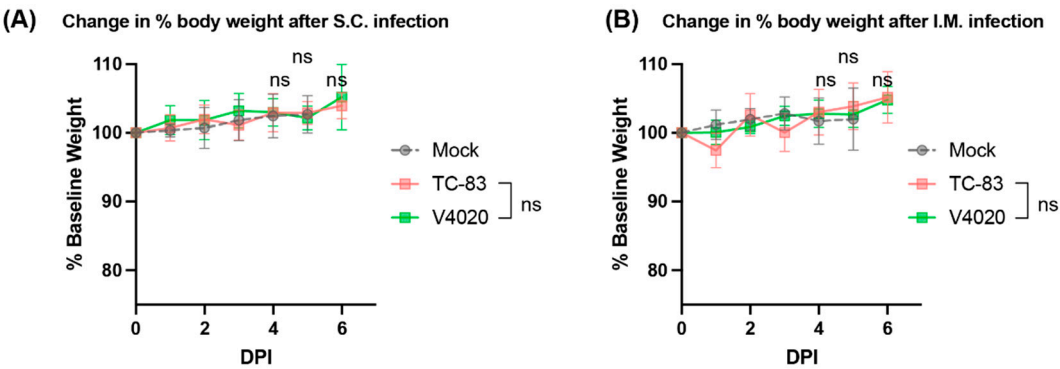 (A) Change in % body weight after S.C. infection
ns
ns
ns
110
100
90
80
% Baseline Weight
0
2
4
6
DPI
Mock
TC-83
V4020
ns
(B) Change in % body weight after I.M. infection
ns
ns
ns
110
100
90
80
% Baseline Weight
0
2
4
6
DPI
Mock
TC-83
V4020
ns